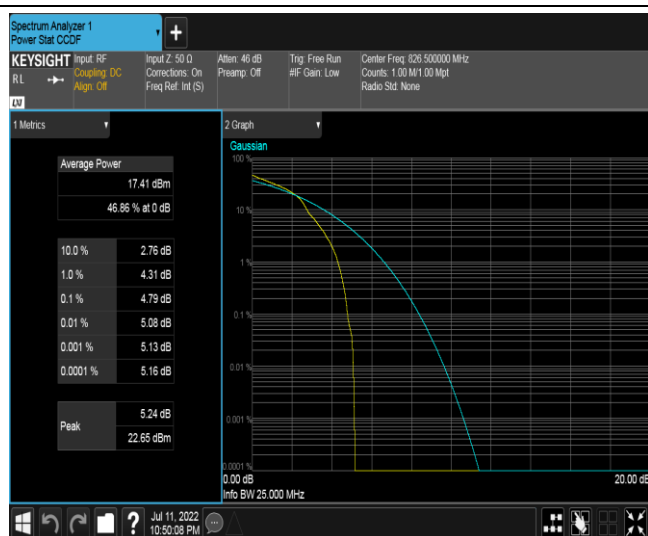 Spectrum Analyzer 1
Power Stat CCDF
+
KEYSIGHT
Input: RF
Input Z: 50 Ω
Atten: 46 dB
Trig: Free Run
Center Freq: 826.500000 MHz
RL
Coupling: DC
Corrections: On
Preamp: Off
#IF Gain: Low
Counts: 1.00 M/1.00 Mpt
Align: Off
Freq Ref: Int (S)
Radio Std: None
LXI
1 Metrics
Average Power
17.41 dBm
46.86 % at 0 dB
10.0 % 2.76 dB
1.0 % 4.31 dB
0.1 % 4.79 dB
0.01 % 5.08 dB
0.001 % 5.13 dB
0.0001 % 5.16 dB
Peak
5.24 dB
22.65 dBm
2 Graph
Gaussian
100 %
10 %
1 %
0.1 %
0.01 %
0.001 %
0.0001 %
0.00 dB
20.00 dB
Info BW 25.000 MHz
?
Jul 11, 2022
10:50:08 PM